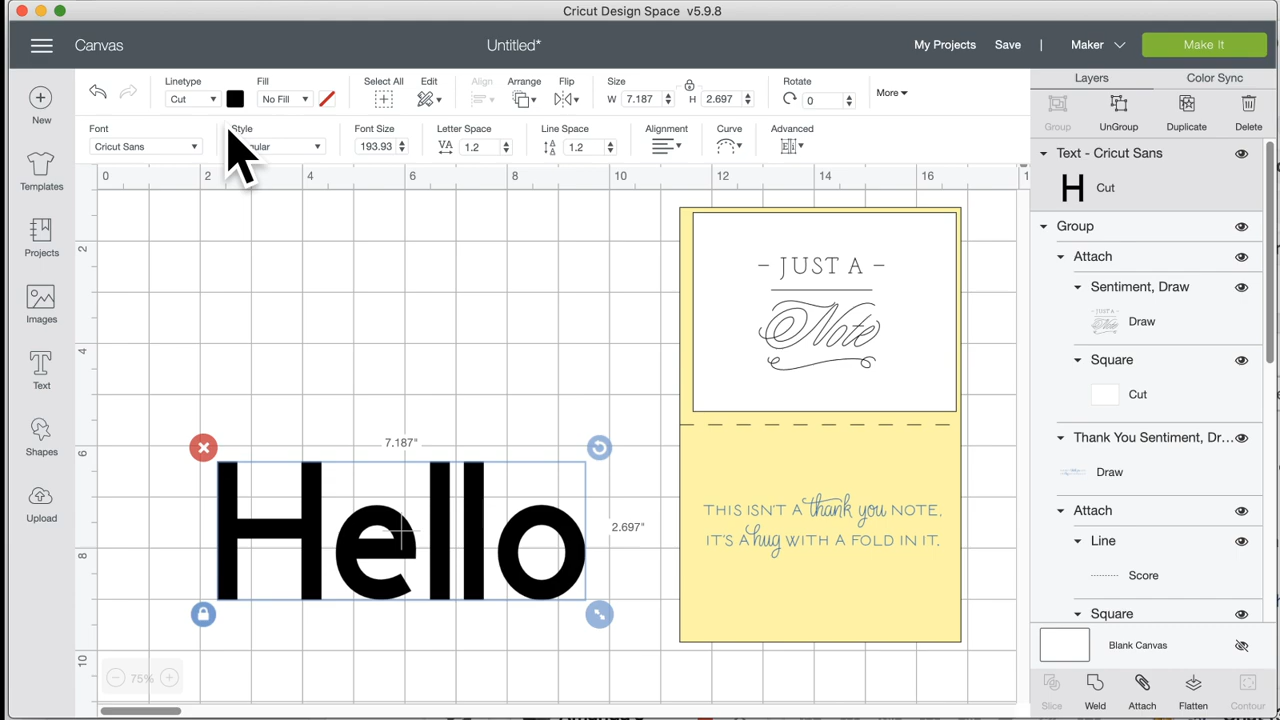 Cricut Design Space v5.9.8
Canvas
Untitled*
My Projects
Save
|
Maker
Make It
Linetype
Cut
Fill
No Fill
Select All
Edit
Align
Arrange
Flip
Size
W 7.187
H 2.697
Rotate
0
More
Layers
Color Sync
Font
Cricut Sans
Style
gular
Font Size
193.93
Letter Space
VA 1.2
Line Space
1.2
Alignment
Curve
Advanced
Group
UnGroup
Duplicate
Delete
New
Templates
Projects
Images
Text
Shapes
Upload
0 2 4 6 8 10 12 14 16 1
2
4
6
8
10
7.187"
2.697"
Hello
- JUST A -
Note
THIS ISN'T A thank you NOTE.
IT'S A hug WITH A FOLD IN IT.
75%
Text - Cricut Sans
H Cut
Group
Attach
Sentiment, Draw
JUST A
Note
Draw
Square
Cut
Thank You Sentiment, Dr...
Draw
Attach
Line
Score
Square
Blank Canvas
Slice
Weld
Attach
Flatten
Contour